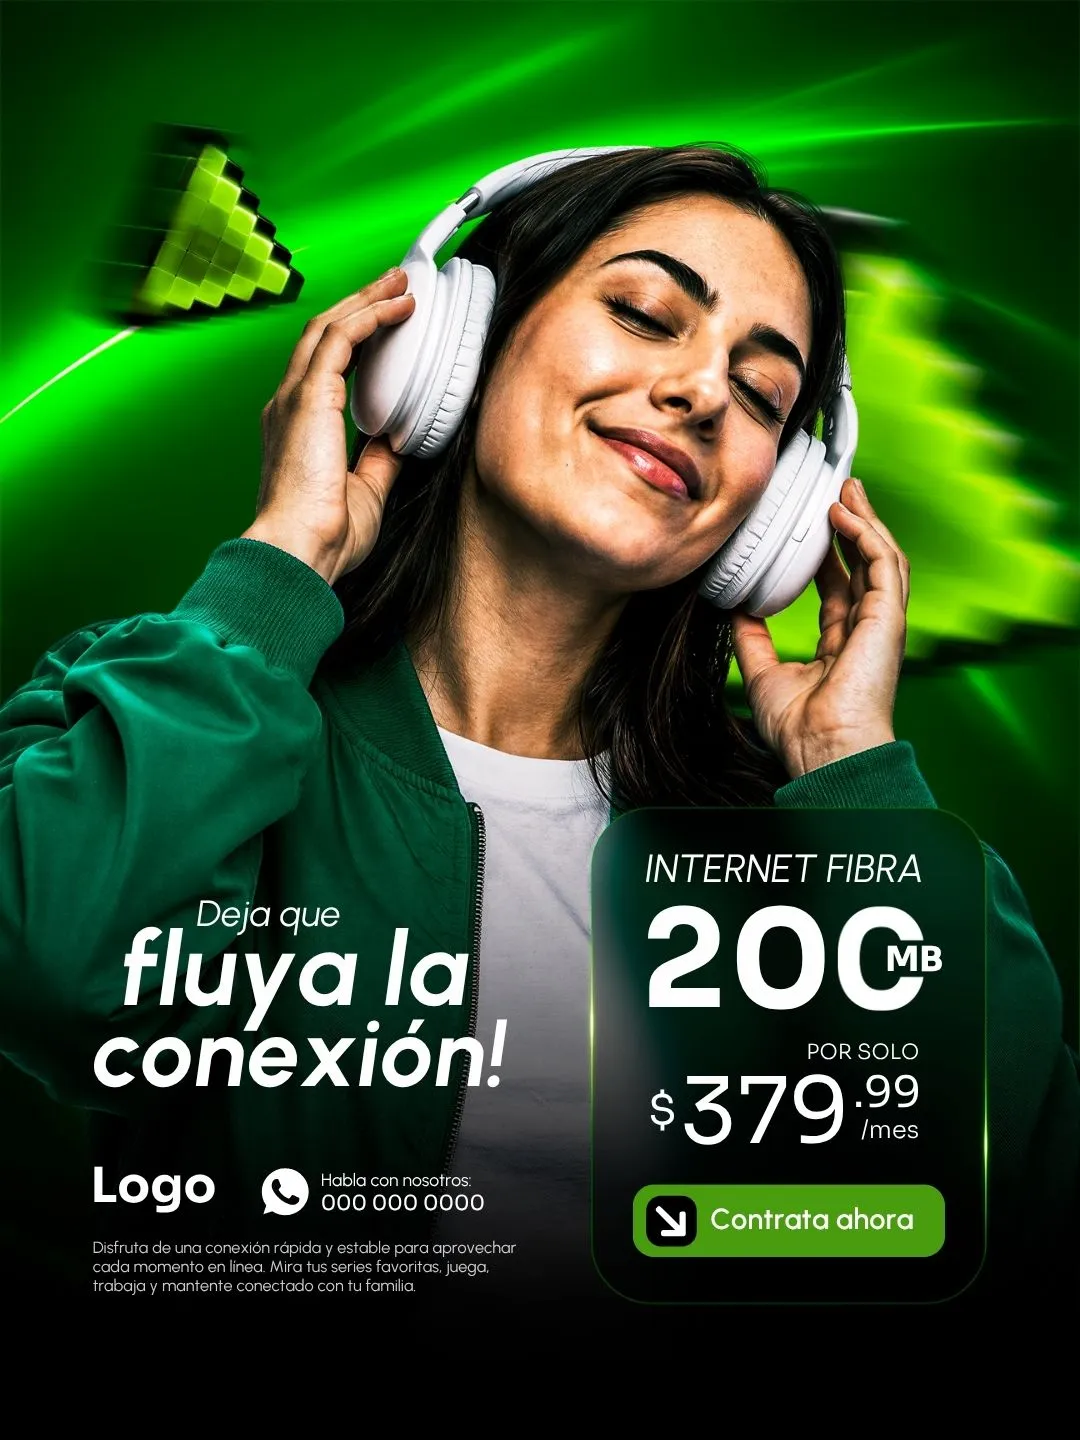 Deja que
fluya la
conexión!
Logo
Habla con nosotros:
000 000 0000
Disfruta de una conexión rápida y estable para aprovechar
cada momento en línea. Mira tus series favoritas, juega,
trabaja y mantente conectado con tu familia.
INTERNET FIBRA
200 MB
POR SOLO
$379.99
/mes
Contrata ahora